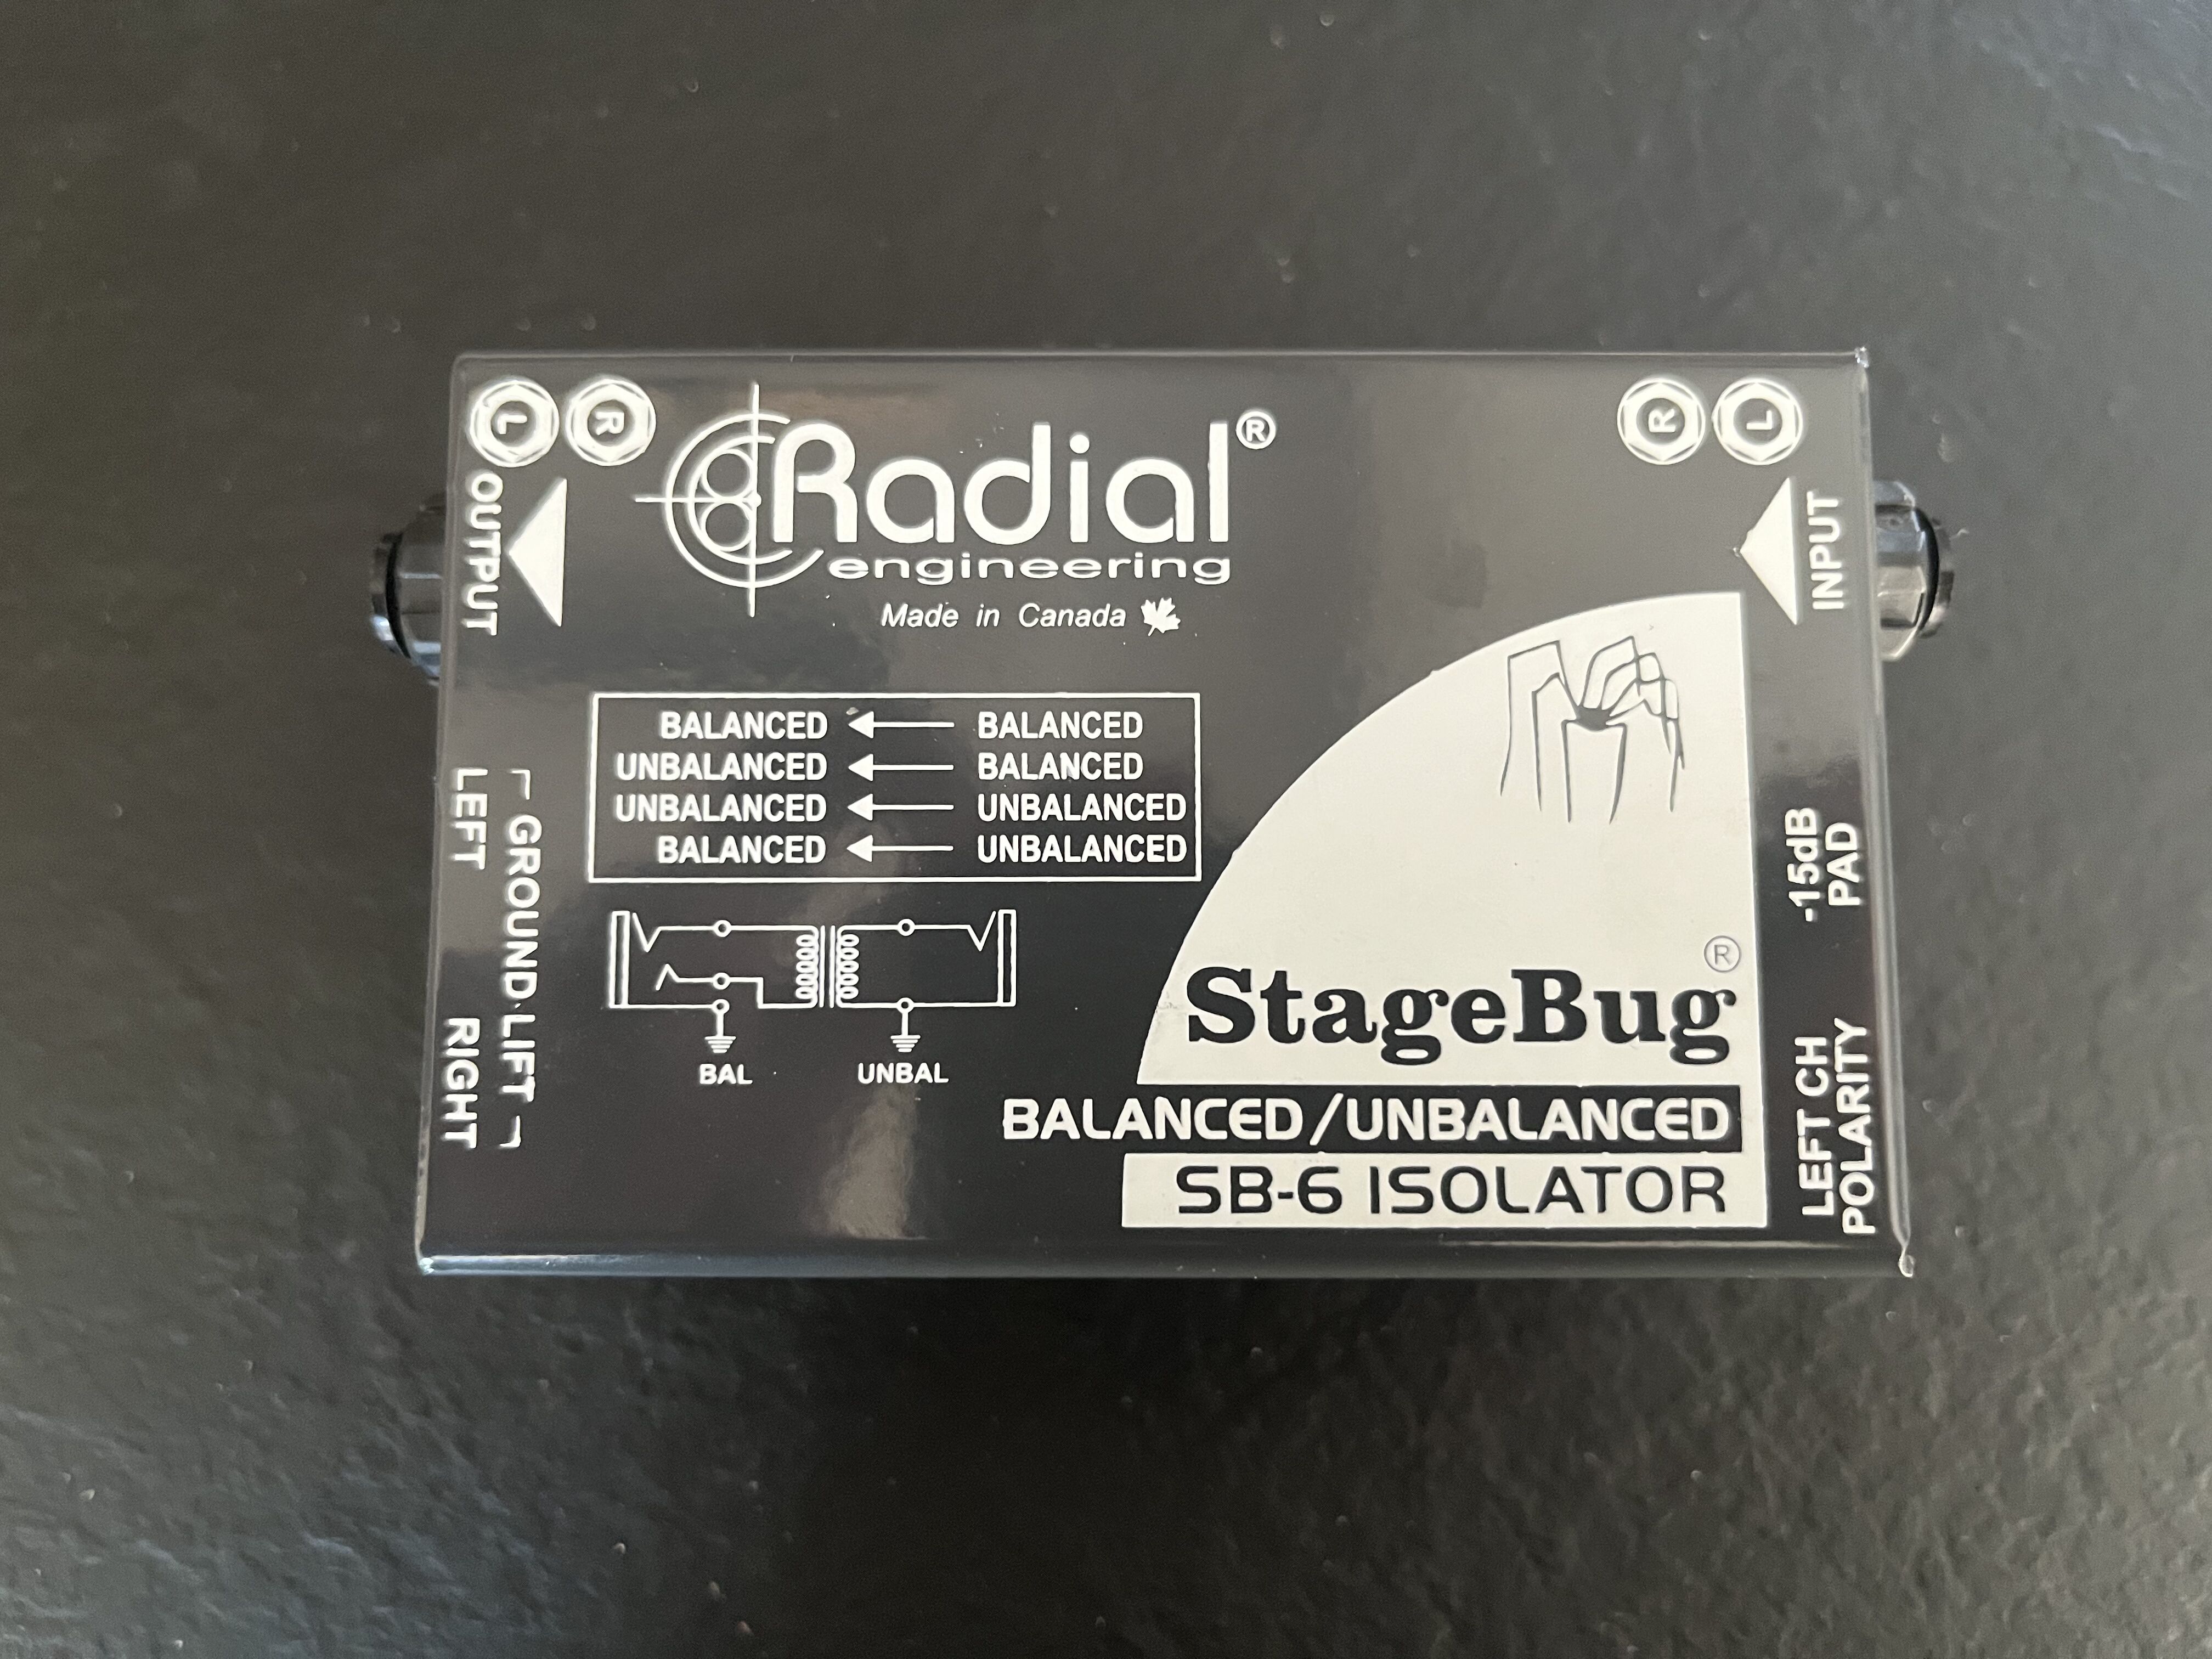 L R
OUTPUT
Radial®
engineering
Made in Canada
R L
INPUT
BALANCED BALANCED
UNBALANCED BALANCED
UNBALANCED UNBALANCED
BALANCED UNBALANCED
GROUND LIFT
LEFT RIGHT
BAL UNBAL
-15dB
PAD
LEFT CH
POLARITY
StageBug®
BALANCED/UNBALANCED
SB-6 ISOLATOR